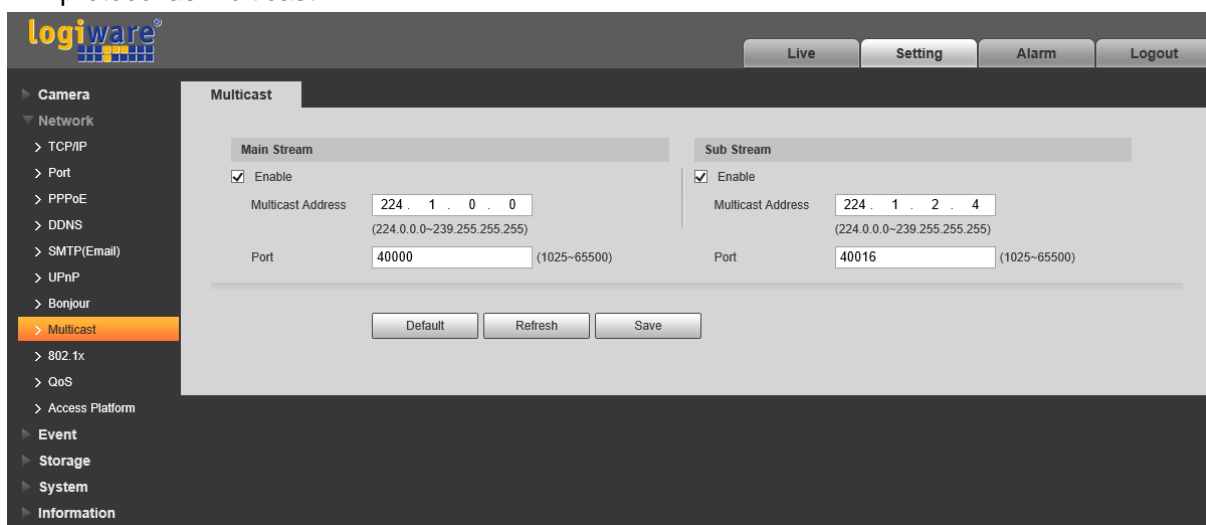 logiware®
Live Setting Alarm Logout
Camera
Network
> TCP/IP
> Port
> PPPoE
> DDNS
> SMTP(Email)
> UPnP
> Bonjour
> Multicast
> 802.1x
> QoS
> Access Platform
Event
Storage
System
Information
Multicast
Main Stream
Enable
Multicast Address 224 . 1 . 0 . 0
(224.0.0.0~239.255.255.255)
Port 40000 (1025~65500)
Sub Stream
Enable
Multicast Address 224 . 1 . 2 . 4
(224.0.0.0~239.255.255.255)
Port 40016 (1025~65500)
Default Refresh Save